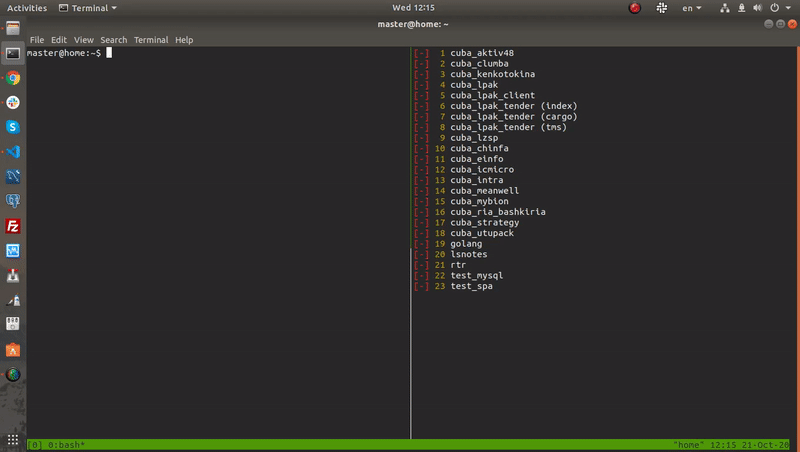 Activities Terminal Wed 12:15 en
master@home: ~
File Edit View Search Terminal Help
master@home:~$
[-] 1 cuba_aktiv48
[-] 2 cuba_clumba
[-] 3 cuba_kenkotokina
[-] 4 cuba_lpak
[-] 5 cuba_lpak_client
[-] 6 cuba_lpak_tender (index)
[-] 7 cuba_lpak_tender (cargo)
[-] 8 cuba_lpak_tender (tms)
[-] 9 cuba_lzsp
[-] 10 cuba_chinfa
[-] 11 cuba_einfo
[-] 12 cuba_icmicro
[-] 13 cuba_intra
[-] 14 cuba_meanwell
[-] 15 cuba_mybion
[-] 16 cuba_ria_bashkiria
[-] 17 cuba_strategy
[-] 18 cuba_utupack
[-] 19 golang
[-] 20 lsnotes
[-] 21 rtr
[-] 22 test_mysql
[-] 23 test_spa
[0] 0:bash* "home" 12:15 21-Oct-20